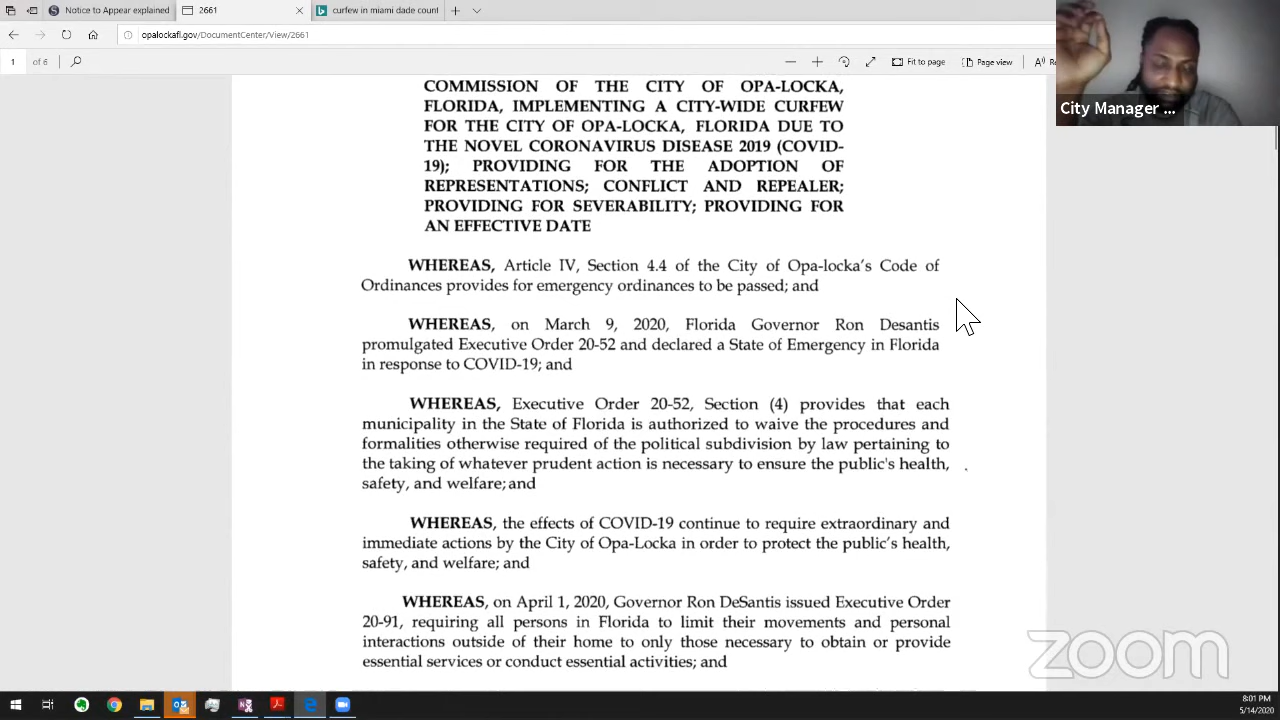 Notice to Appear explained
2661
curfew in miami dade count
opalockafl.gov/DocumentCenter/View/2661
1 of 6
Fit to page
Page view
City Manager ...
COMMISSION OF THE CITY OF OPA-LOCKA,
FLORIDA, IMPLEMENTING A CITY-WIDE CURFEW
FOR THE CITY OF OPA-LOCKA, FLORIDA DUE TO
THE NOVEL CORONAVIRUS DISEASE 2019 (COVID-
19); PROVIDING FOR THE ADOPTION OF
REPRESENTATIONS; CONFLICT AND REPEALER;
PROVIDING FOR SEVERABILITY; PROVIDING FOR
AN EFFECTIVE DATE
WHEREAS, Article IV, Section 4.4 of the City of Opa-locka's Code of
Ordinances provides for emergency ordinances to be passed; and
WHEREAS, on March 9, 2020, Florida Governor Ron Desantis
promulgated Executive Order 20-52 and declared a State of Emergency in Florida
in response to COVID-19; and
WHEREAS, Executive Order 20-52, Section (4) provides that each
municipality in the State of Florida is authorized to waive the procedures and
formalities otherwise required of the political subdivision by law pertaining to
the taking of whatever prudent action is necessary to ensure the public's health,
safety, and welfare; and
WHEREAS, the effects of COVID-19 continue to require extraordinary and
immediate actions by the City of Opa-Locka in order to protect the public's health,
safety, and welfare; and
WHEREAS, on April 1, 2020, Governor Ron DeSantis issued Executive Order
20-91, requiring all persons in Florida to limit their movements and personal
interactions outside of their home to only those necessary to obtain or provide
essential services or conduct essential activities; and
zoom
8:01 PM
5/14/2020